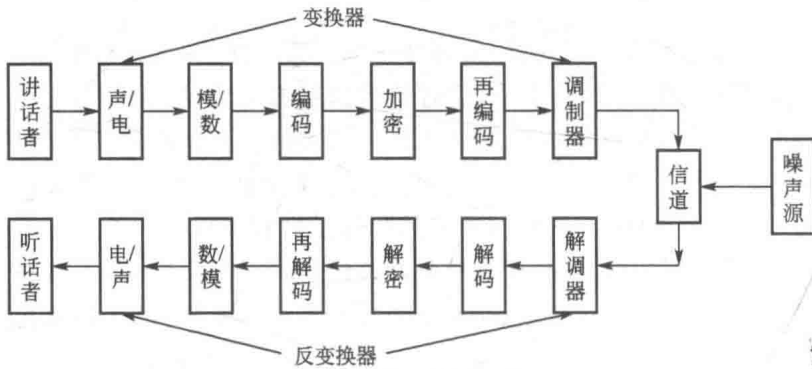 变换器
讲话者
声/电
模/数
编码
加密
再编码
调制器
信道
噪声源
听话者
电/声
数/模
再解码
解密
解码
解调器
反变换器